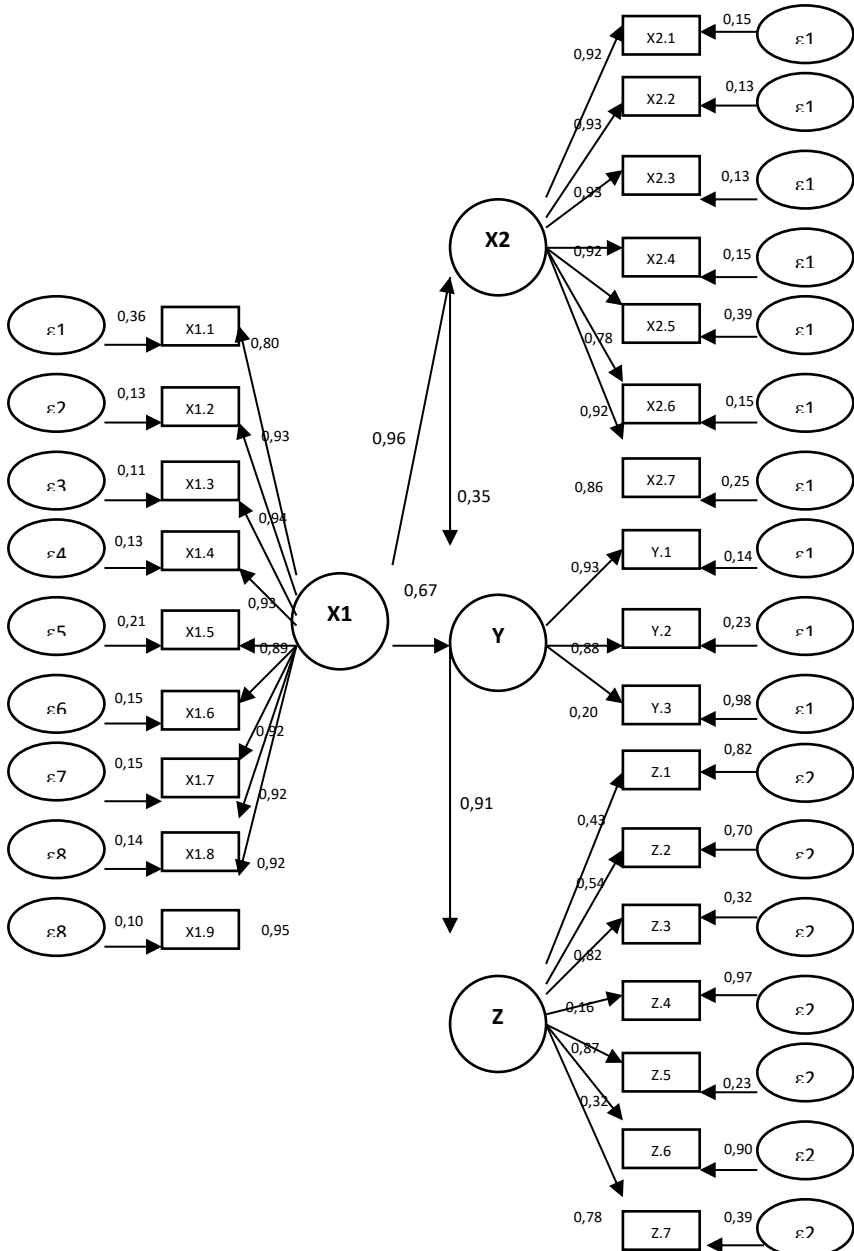 0,15
X2.1
ε1
0,92
0,13
X2.2
ε1
0,93
0,13
X2.3
ε1
0,93
X2
0,15
X2.4
ε1
0,92
0,39
X2.5
ε1
0,78
0,15
X2.6
ε1
0,92
0,25
X2.7
ε1
0,86
ε1
0,36
X1.1
0,80
ε2
0,13
X1.2
0,93
ε3
0,11
X1.3
0,94
ε4
0,13
X1.4
0,93
ε5
0,21
X1.5
0,89
ε6
0,15
X1.6
0,92
ε7
0,15
X1.7
0,92
ε8
0,14
X1.8
0,92
ε8
0,10
X1.9
0,95
X1
0,96
0,35
0,67
Y
0,93
Y.1
0,14
ε1
0,88
Y.2
0,23
ε1
0,20
Y.3
0,98
ε1
0,91
Z
0,43
Z.1
0,82
ε2
0,54
Z.2
0,70
ε2
0,82
Z.3
0,32
ε2
0,16
Z.4
0,97
ε2
0,87
Z.5
0,23
ε2
0,32
Z.6
0,90
ε2
0,78
Z.7
0,39
ε2